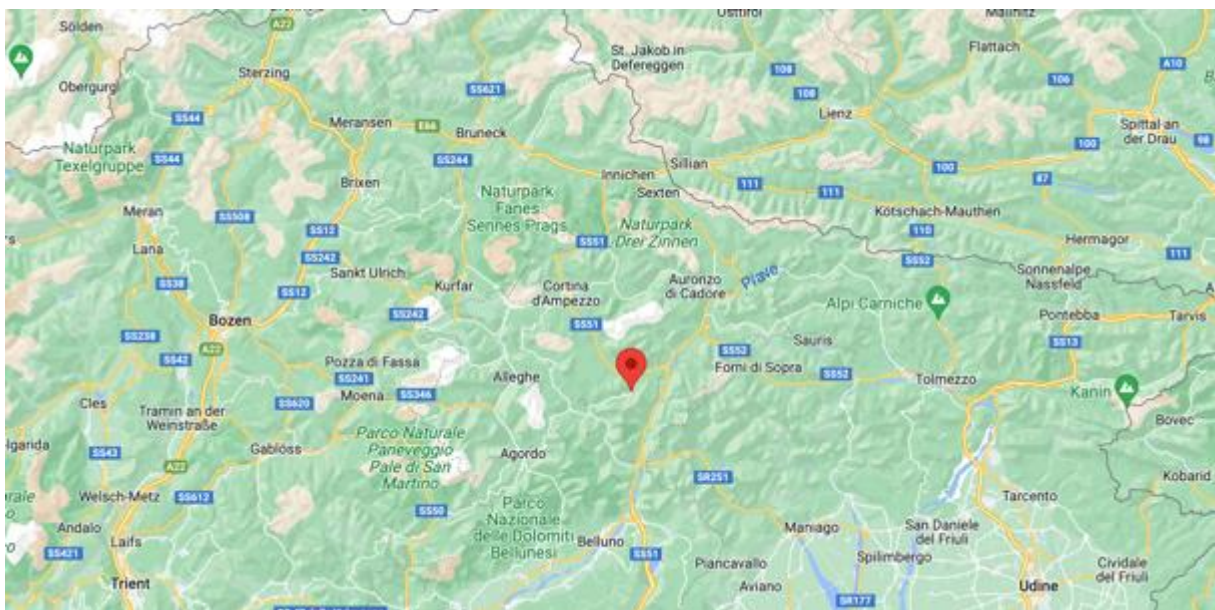 Sölden
A22
Mallnitz
Osttirol
St. Jakob in
Defereggen
Flattach
108
106
A10
Obergurgl
Sterzing
SS621
108
Lienz
SS44
Meransen
E66
Bruneck
Spittal an
der Drau
100
98
Naturpark
Texelgruppe
SS44
SS244
Innichen
Sillian
100
87
Brixen
Sexten
111
111
Meran
SS508
Naturpark
Fanes
Sennes Prags
Naturpark
Drei Zinnen
Kötschach-Mauthen
Lana
SS12
SS51
110
Hermagor
111
SS242
SS52
SS38
SS12
Sankt Ulrich
Kurfar
Cortina
d'Ampezzo
Auronzo
di Cadore
Piave
Sonnenalpe
Nassfeld
Alpi Carniche
Bozen
SS242
SS51
Pontebba
Tarvis
SS238
A22
SS42
Pozza di Fassa
SS241
Moena
SS346
Alleghe
SS52
Forni di Sopra
Sauris
SS52
Tolmezzo
SS13
Kanin
Bovec
Cles
Tramin an der
Weinstraße
SS620
Gablöss
Parco Naturale
Paneveggio
Pale di San
Martino
Agordo
SS43
A22
SR251
Kobarid
Welsch-Metz
SS612
SS50
Parco
Nazionale
delle Dolomiti
Bellunesi
Tarcento
Andalo
Laifs
SS421
Belluno
SS51
Maniago
San Daniele
del Friuli
Piancavallo
Spilimbergo
Cividale
del Friuli
Trient
Aviano
SR177
Udine